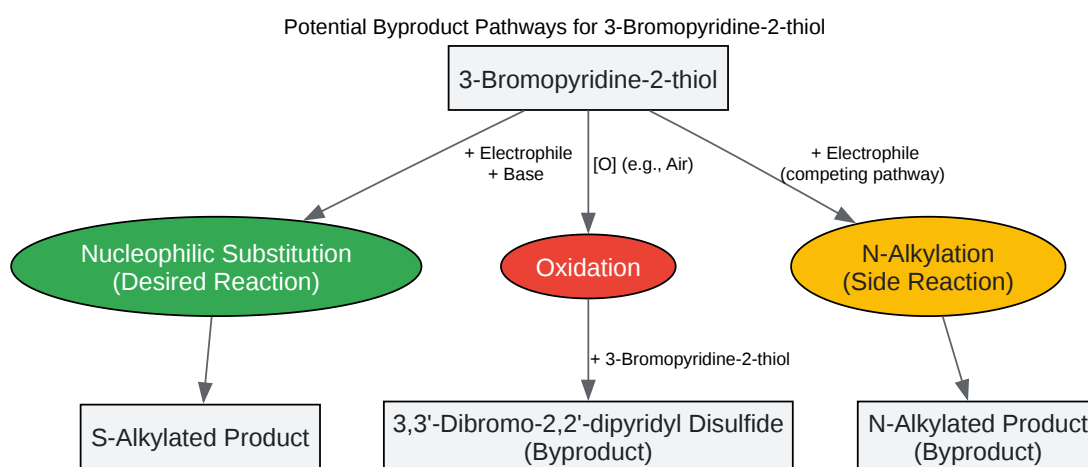 Potential Byproduct Pathways for 3-Bromopyridine-2-thiol
3-Bromopyridine-2-thiol
+ Electrophile
+ Base
[O] (e.g., Air)
+ Electrophile
(competing pathway)
Nucleophilic Substitution
(Desired Reaction)
Oxidation
N-Alkylation
(Side Reaction)
+ 3-Bromopyridine-2-thiol
S-Alkylated Product
3,3'-Dibromo-2,2'-dipyridyl Disulfide
(Byproduct)
N-Alkylated Product
(Byproduct)